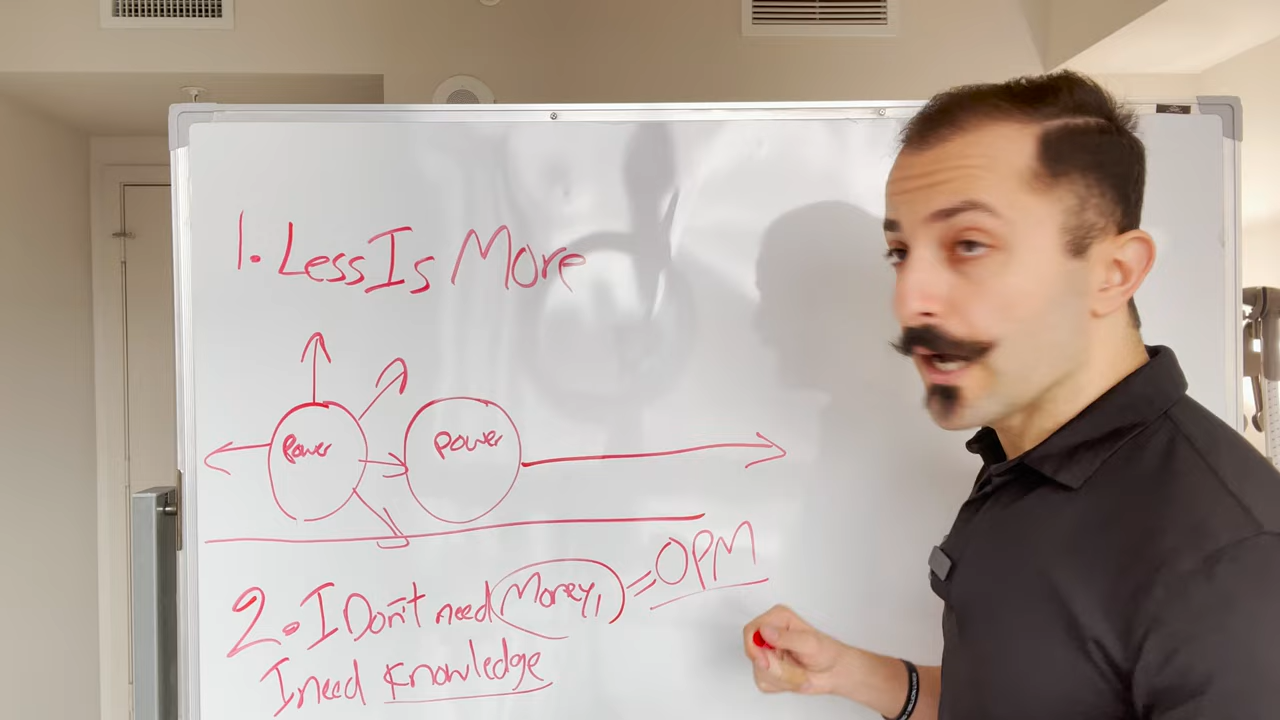 1. Less Is More
Power
Power
2. I Don't need Money, = OPM
I need Knowledge